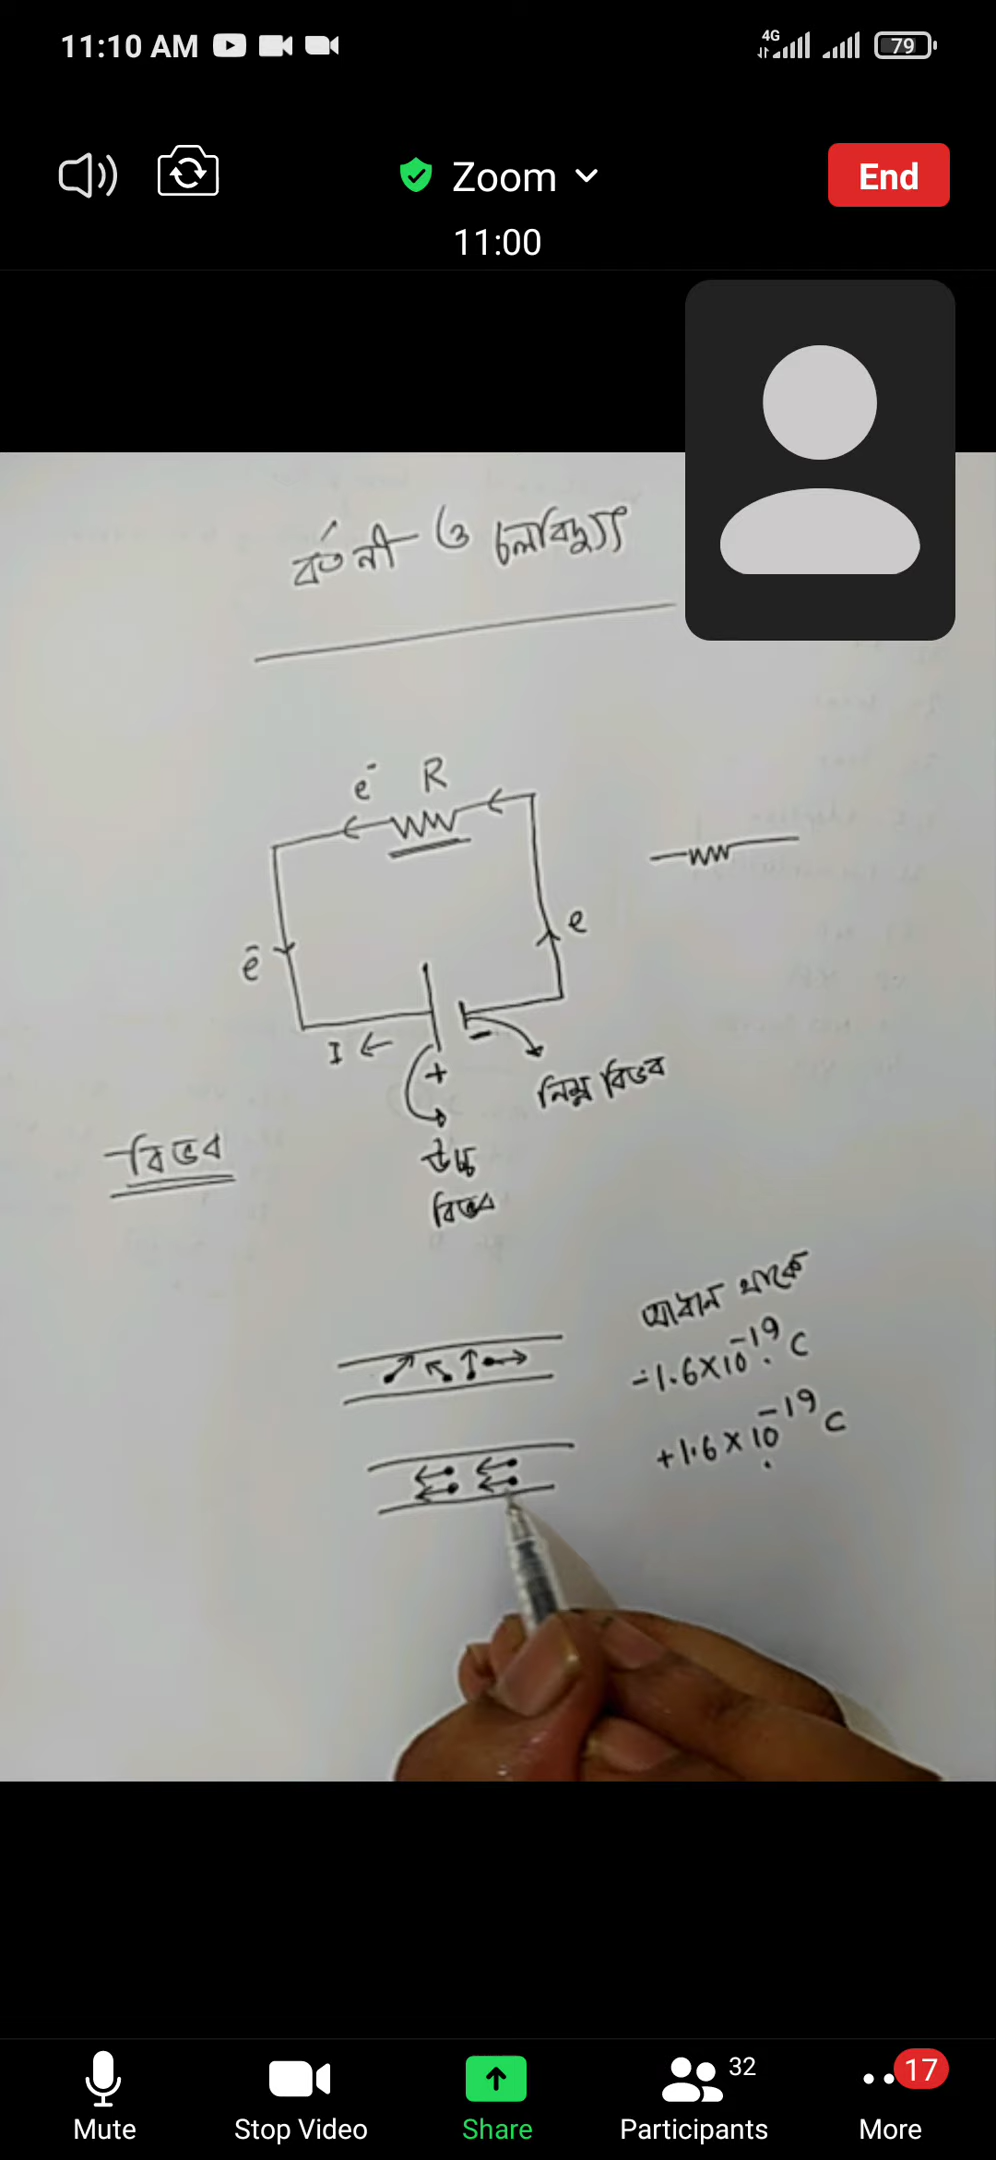 11:10 AM
4G
79
Zoom
End
11:00
বর্তনী ও চলবিদ্যুৎ
e⁻ R
e⁻
e
I ←
+
-
নিম্ন বিভব
বিভব
উচ্চ
বিভব
আধান থাকে
-1.6×10⁻¹⁹ C
+1.6×10⁻¹⁹ C
Mute
Stop Video
Share
Participants
32
More
17